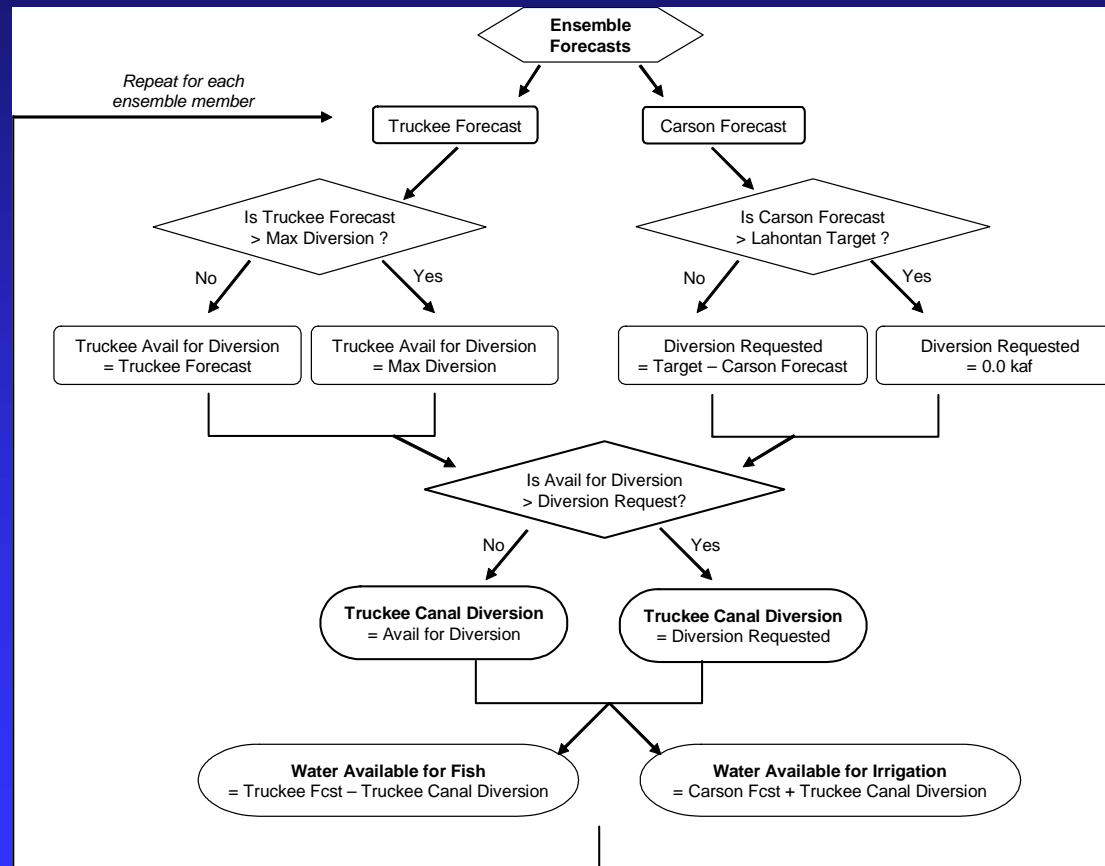 Ensemble
Forecasts
Repeat for each
ensemble member
Truckee Forecast
Carson Forecast
Is Truckee Forecast
> Max Diversion ?
Is Carson Forecast
> Lahontan Target ?
No
Yes
No
Yes
Truckee Avail for Diversion
= Truckee Forecast
Truckee Avail for Diversion
= Max Diversion
Diversion Requested
= Target – Carson Forecast
Diversion Requested
= 0.0 kaf
Is Avail for Diversion
> Diversion Request?
No
Yes
Truckee Canal Diversion
= Avail for Diversion
Truckee Canal Diversion
= Diversion Requested
Water Available for Fish
= Truckee Fcst – Truckee Canal Diversion
Water Available for Irrigation
= Carson Fcst + Truckee Canal Diversion